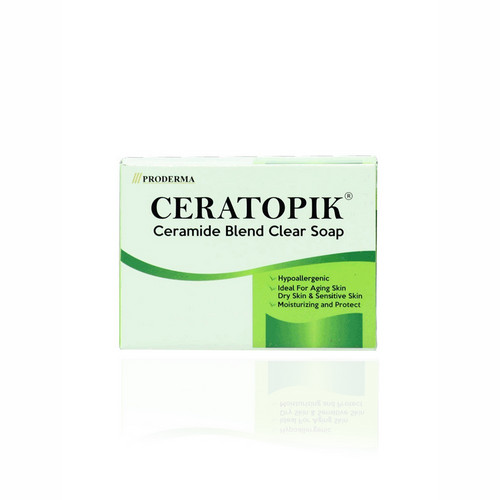 PRODERMA
CERATOPIK®
Ceramide Blend Clear Soap
Hypoallergenic
Ideal For Aging Skin
Dry Skin & Sensitive Skin
Moisturizing and Protect